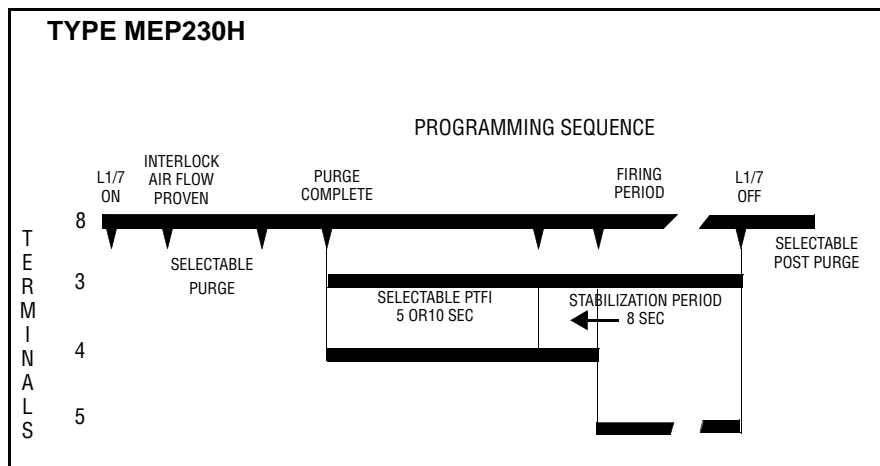 TYPE MEP230H
PROGRAMMING SEQUENCE
L1/7
ON
INTERLOCK
AIR FLOW
PROVEN
PURGE
COMPLETE
FIRING
PERIOD
L1/7
OFF
TERMINALS
8
SELECTABLE
PURGE
SELECTABLE
POST PURGE
3
SELECTABLE PTFI
5 OR10 SEC
STABILIZATION PERIOD
8 SEC
4
5